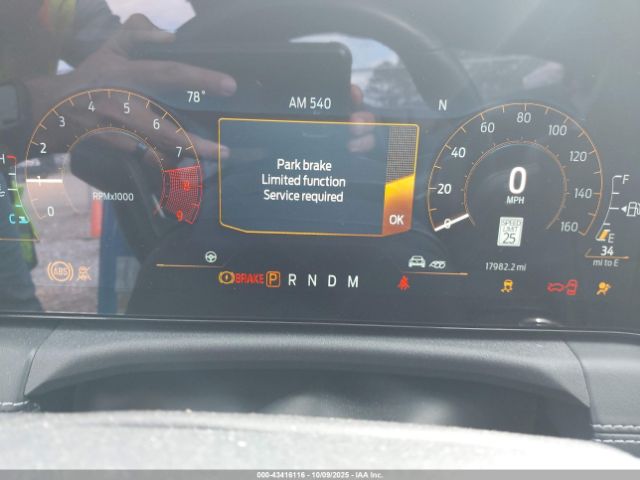 78°
AM 540
N
Park brake
Limited function
Service required
OK
H
C
0
1
2
3
4
5
6
7
8
9
RPMx1000
0
20
40
60
80
100
120
140
160
0
MPH
SPEED
LIMIT
25
F
E
34
mi to E
17982.2 mi
ABS
BRAKE
P R N D M
000-43416116 - 10/09/2025 - IAA Inc.